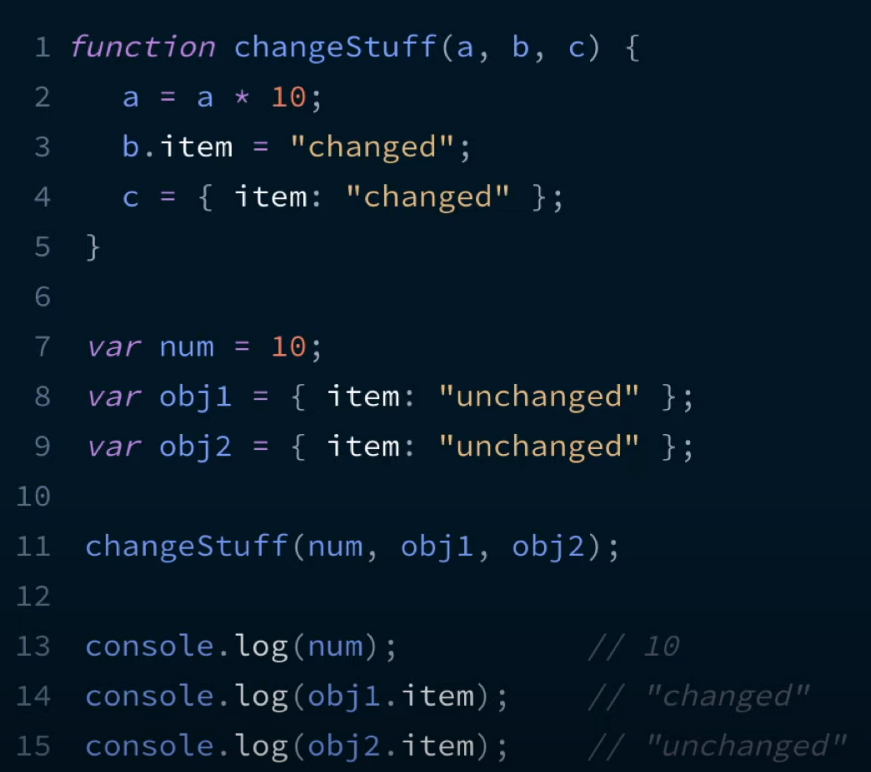 1 function changeStuff(a, b, c) {
2   a = a * 10;
3   b.item = "changed";
4   c = { item: "changed" };
5 }
6
7 var num = 10;
8 var obj1 = { item: "unchanged" };
9 var obj2 = { item: "unchanged" };
10
11 changeStuff(num, obj1, obj2);
12
13 console.log(num);          // 10
14 console.log(obj1.item);    // "changed"
15 console.log(obj2.item);    // "unchanged"